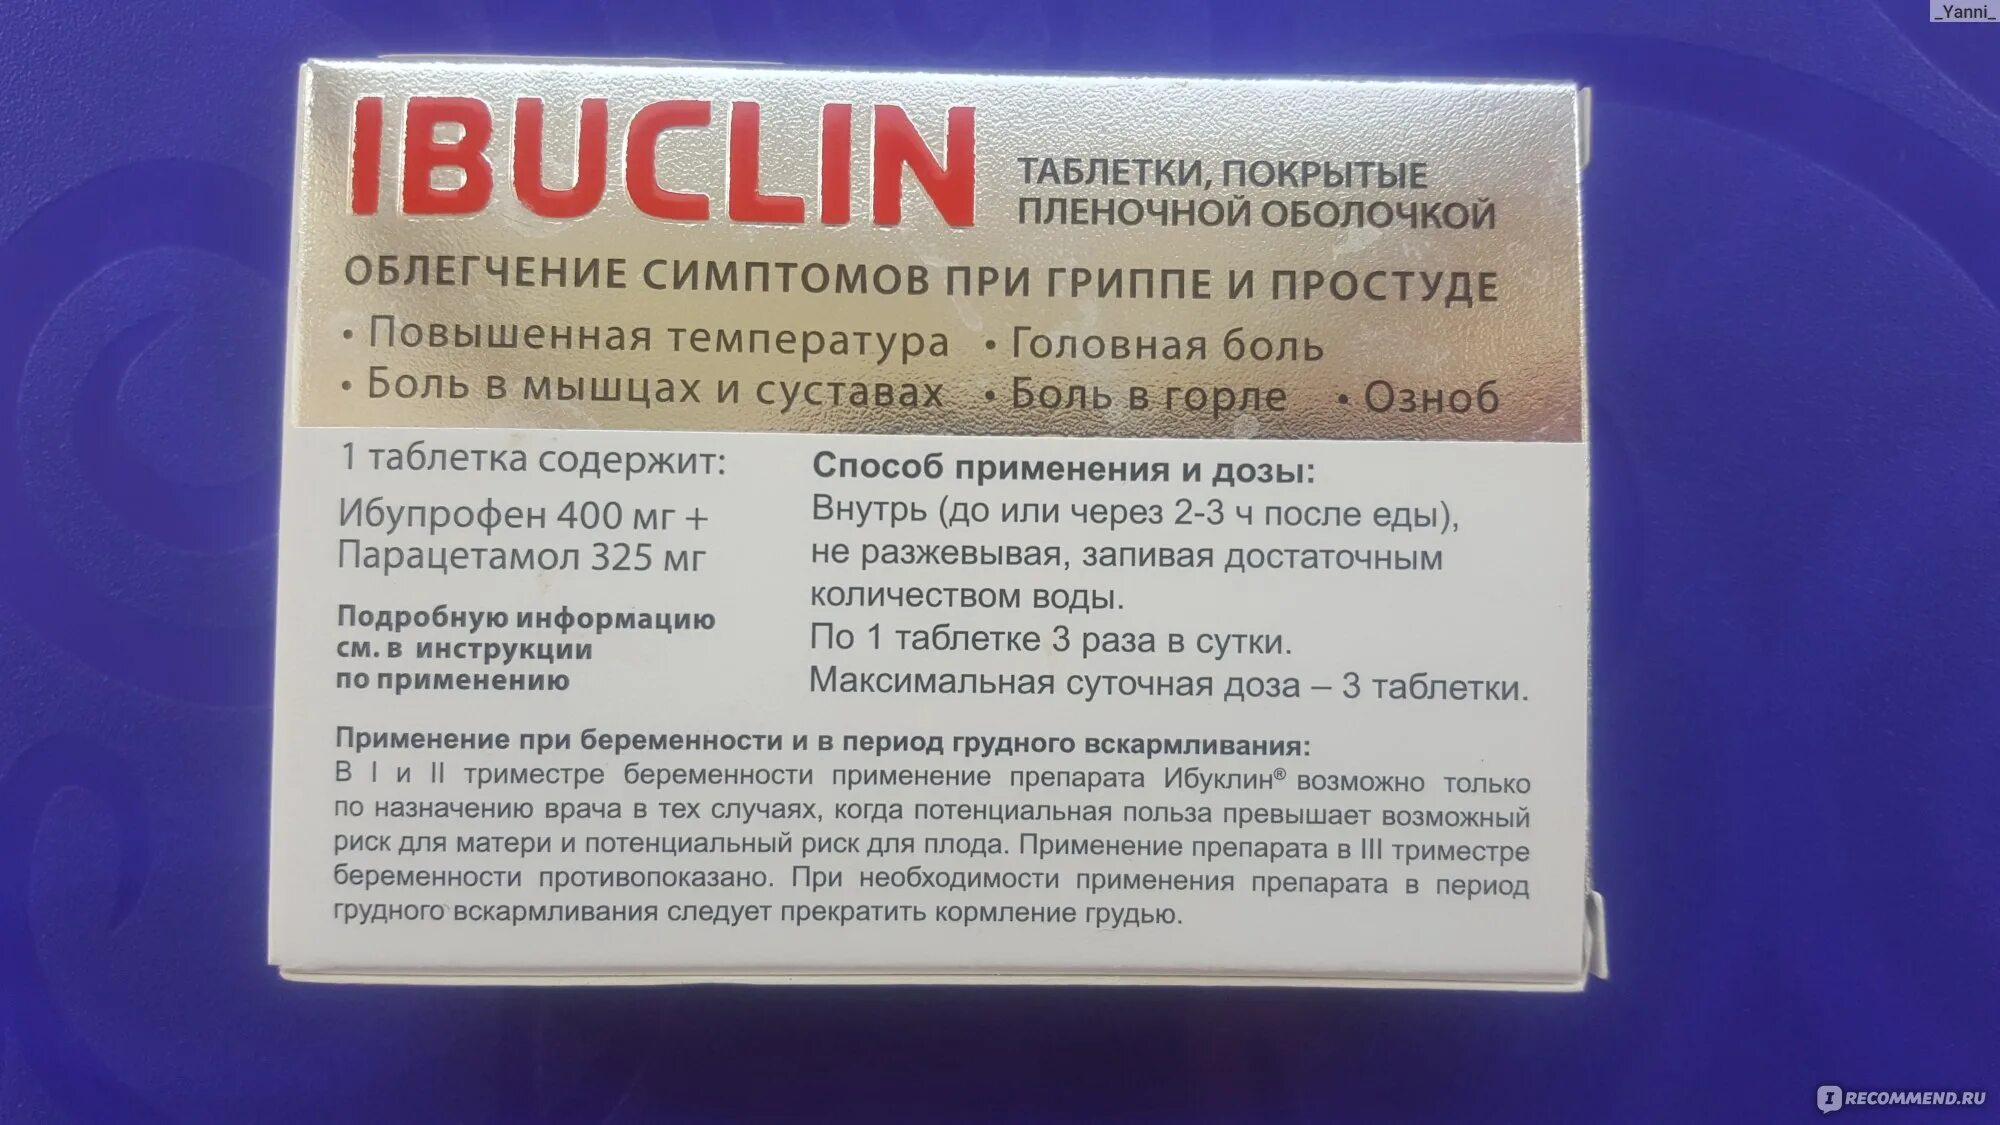 _Yanni_
IBUCLIN
ТАБЛЕТКИ, ПОКРЫТЫЕ
ПЛЕНОЧНОЙ ОБОЛОЧКОЙ
ОБЛЕГЧЕНИЕ СИМПТОМОВ ПРИ ГРИППЕ И ПРОСТУДЕ
• Повышенная температура • Головная боль
• Боль в мышцах и суставах • Боль в горле • Озноб
1 таблетка содержит:
Ибупрофен 400 мг +
Парацетамол 325 мг
Подробную информацию
см. в инструкции
по применению
Способ применения и дозы:
Внутрь (до или через 2-3 ч после еды),
не разжевывая, запивая достаточным
количеством воды.
По 1 таблетке 3 раза в сутки.
Максимальная суточная доза – 3 таблетки.
Применение при беременности и в период грудного вскармливания:
В I и II триместре беременности применение препарата Ибуклин® возможно только
по назначению врача в тех случаях, когда потенциальная польза превышает возможный
риск для матери и потенциальный риск для плода. Применение препарата в III триместре
беременности противопоказано. При необходимости применения препарата в период
грудного вскармливания следует прекратить кормление грудью.
I RECOMMEND.RU